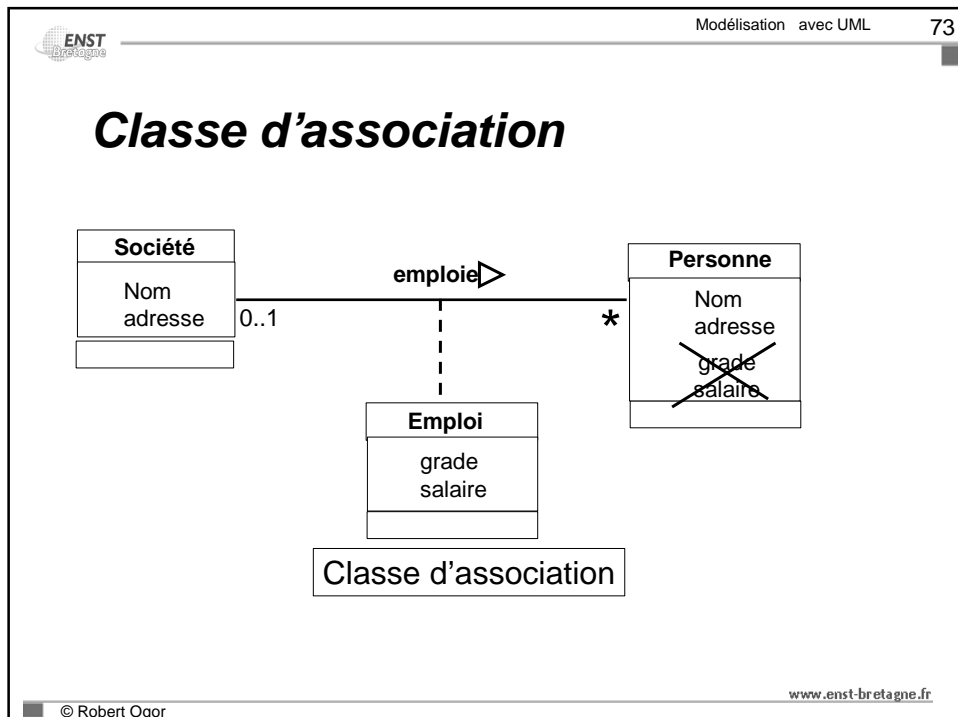 Modélisation avec UML 73
ENST
Bretagne
Classe d'association
Société
Nom
adresse
0..1
emploie
*
Personne
Nom
adresse
grade
salaire
Emploi
grade
salaire
Classe d'association
www.enst-bretagne.fr
© Robert Ogor